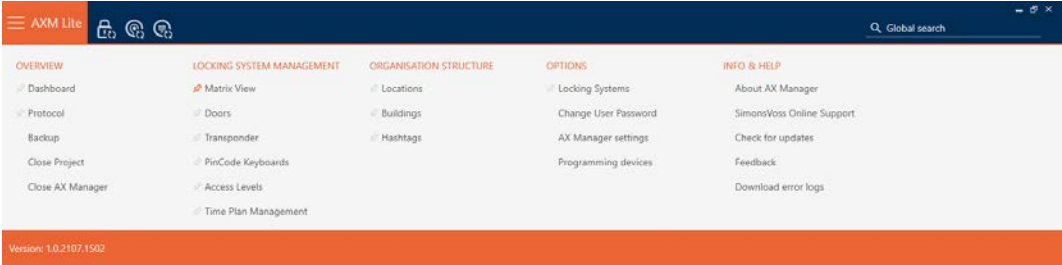 AXM Lite
Global search
OVERVIEW
Dashboard
Protocol
Backup
Close Project
Close AX Manager
LOCKING SYSTEM MANAGEMENT
Matrix View
Doors
Transponder
PinCode Keyboards
Access Levels
Time Plan Management
ORGANISATION STRUCTURE
Locations
Buildings
Hashtags
OPTIONS
Locking Systems
Change User Password
AX Manager settings
Programming devices
INFO & HELP
About AX Manager
SimonsVoss Online Support
Check for updates
Feedback
Download error logs
Version: 1.0.2107.1502